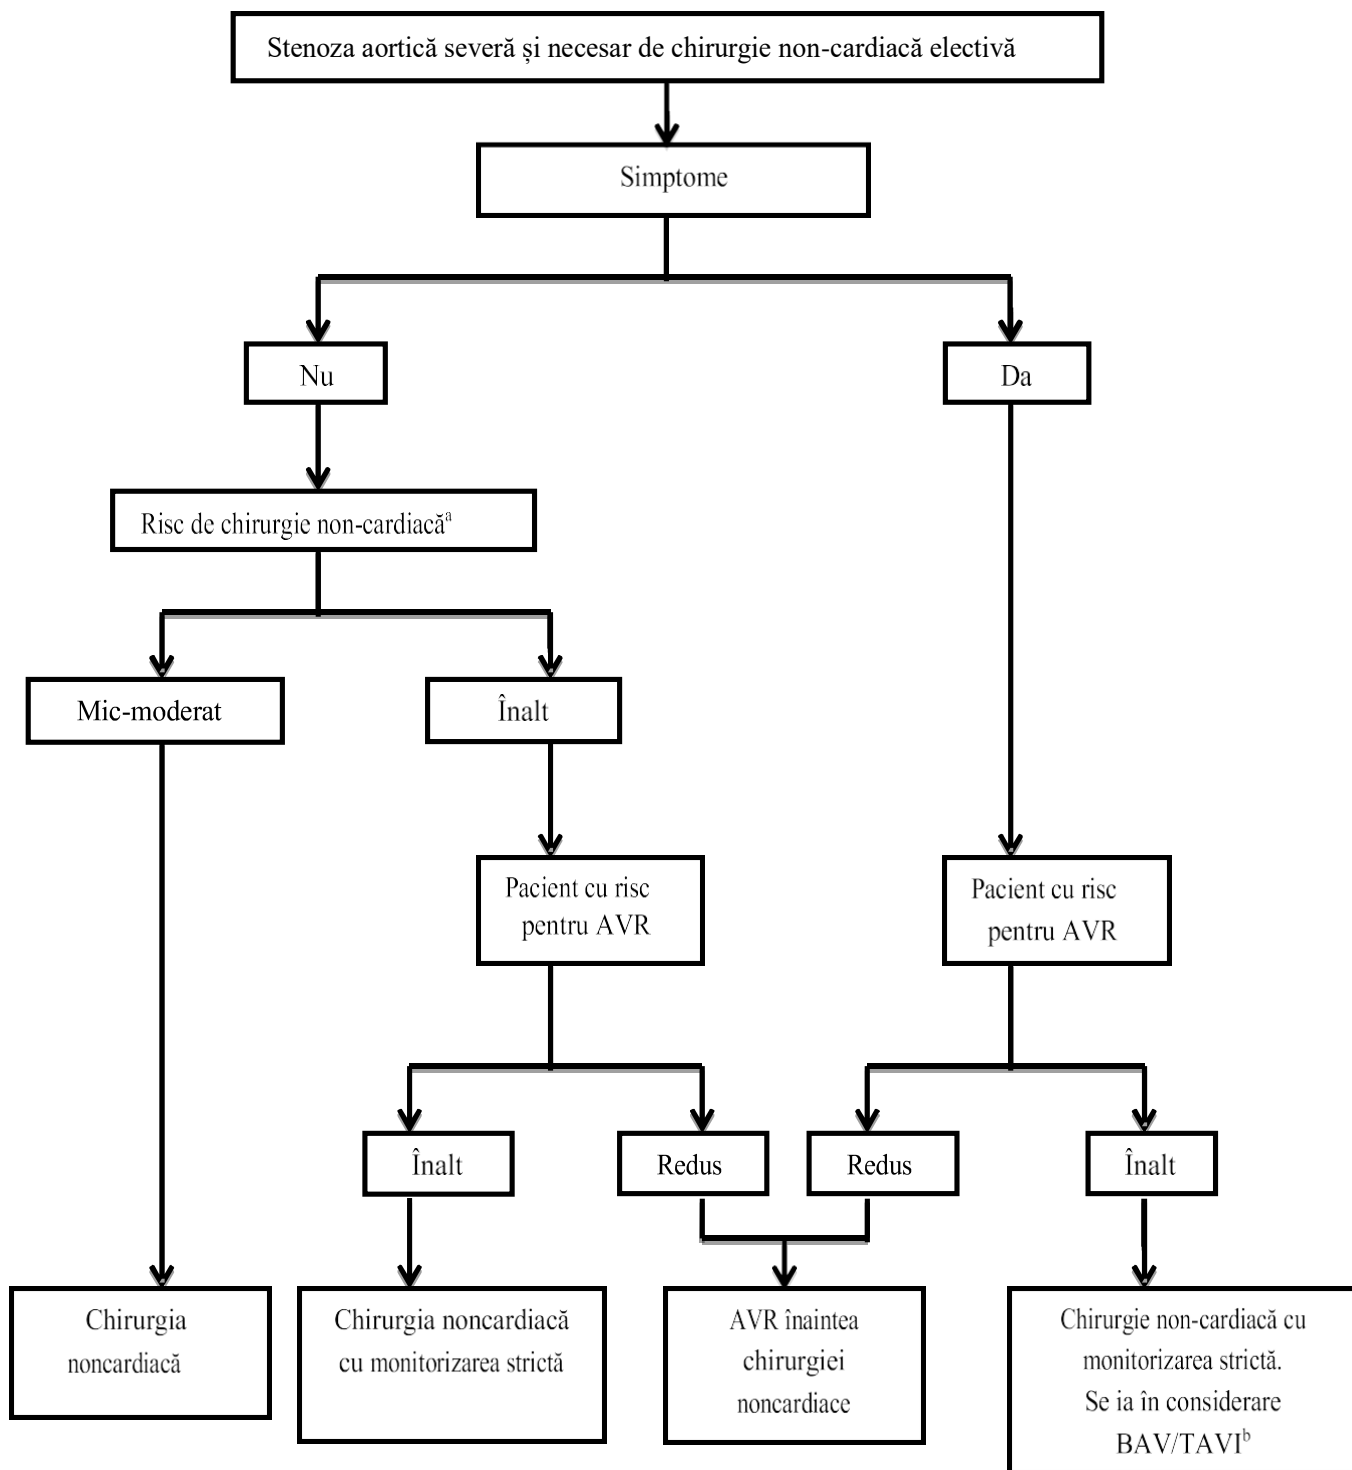 Stenoza aortică severă și necesar de chirurgie non-cardiacă electivă
Simptome
Nu
Da
Risc de chirurgie non-cardiacăᵃ
Mic-moderat
Înalt
Pacient cu risc
pentru AVR
Pacient cu risc
pentru AVR
Înalt
Redus
Redus
Înalt
Chirurgia
noncardiacă
Chirurgia noncardiacă
cu monitorizarea strictă
AVR înaintea
chirurgiei
noncardiace
Chirurgie non-cardiacă cu
monitorizarea strictă.
Se ia în considerare
BAV/TAVIᵇ